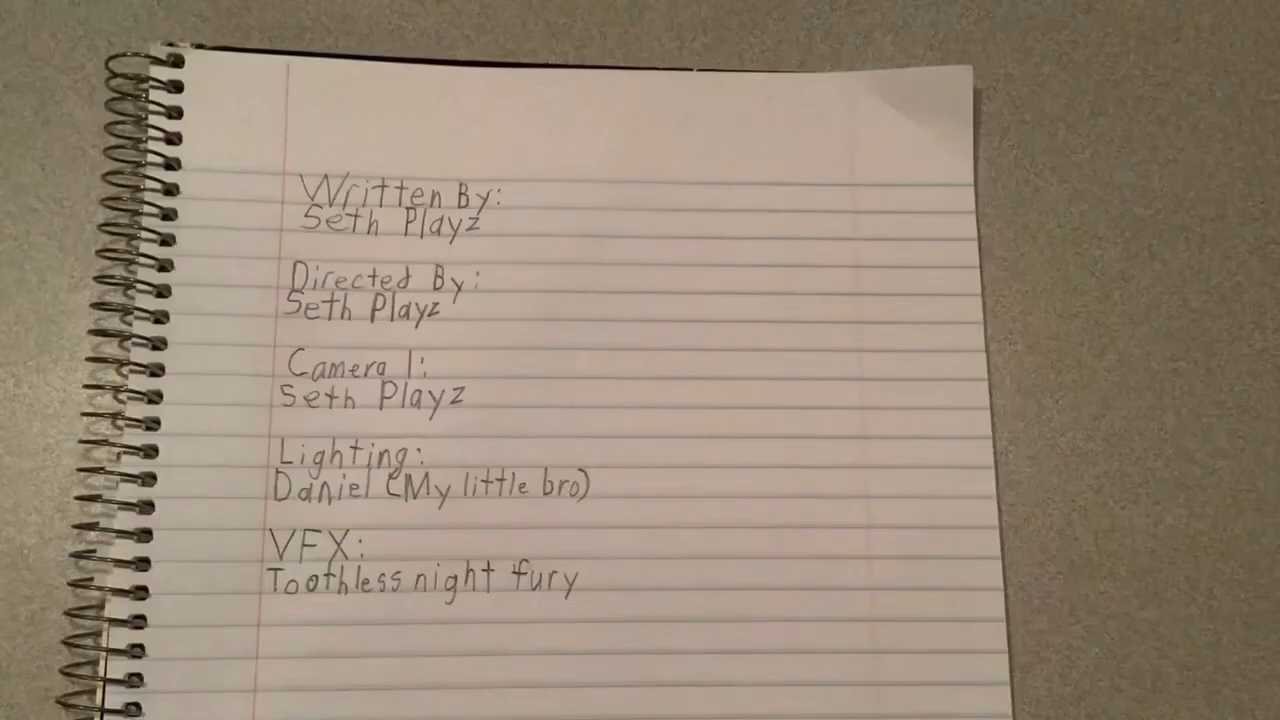 Written By:
Seth Playz
Directed By:
Seth Playz
Camera 1:
Seth Playz
Lighting:
Daniel (My little bro)
VFX:
Toothless night fury